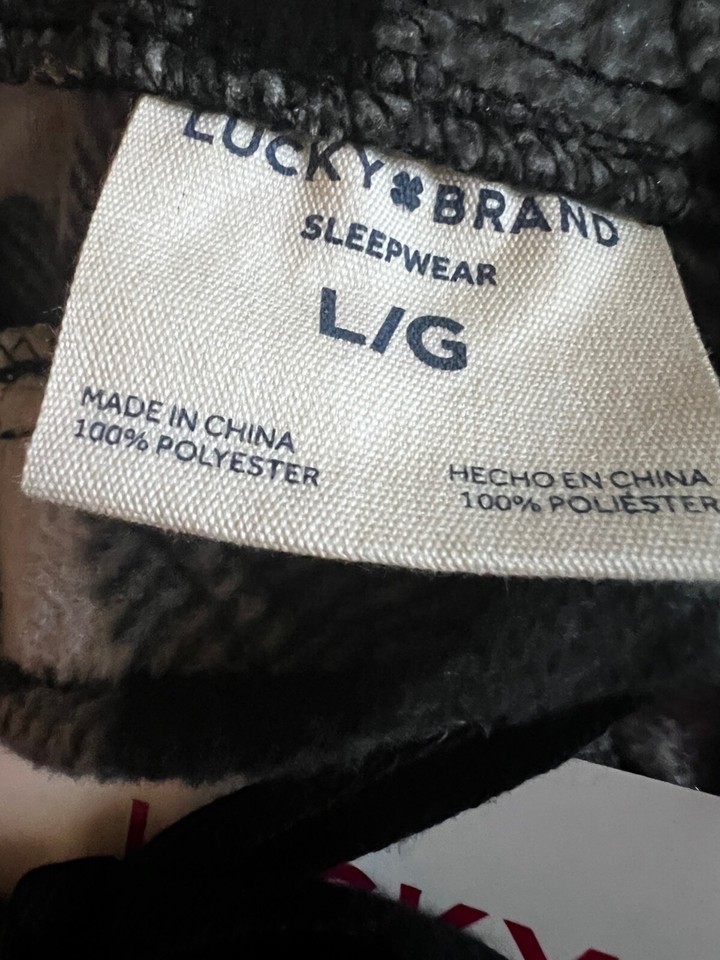 LUCKY BRAND
SLEEPWEAR
L/G
MADE IN CHINA
100% POLYESTER
HECHO EN CHINA
100% POLIÉSTER